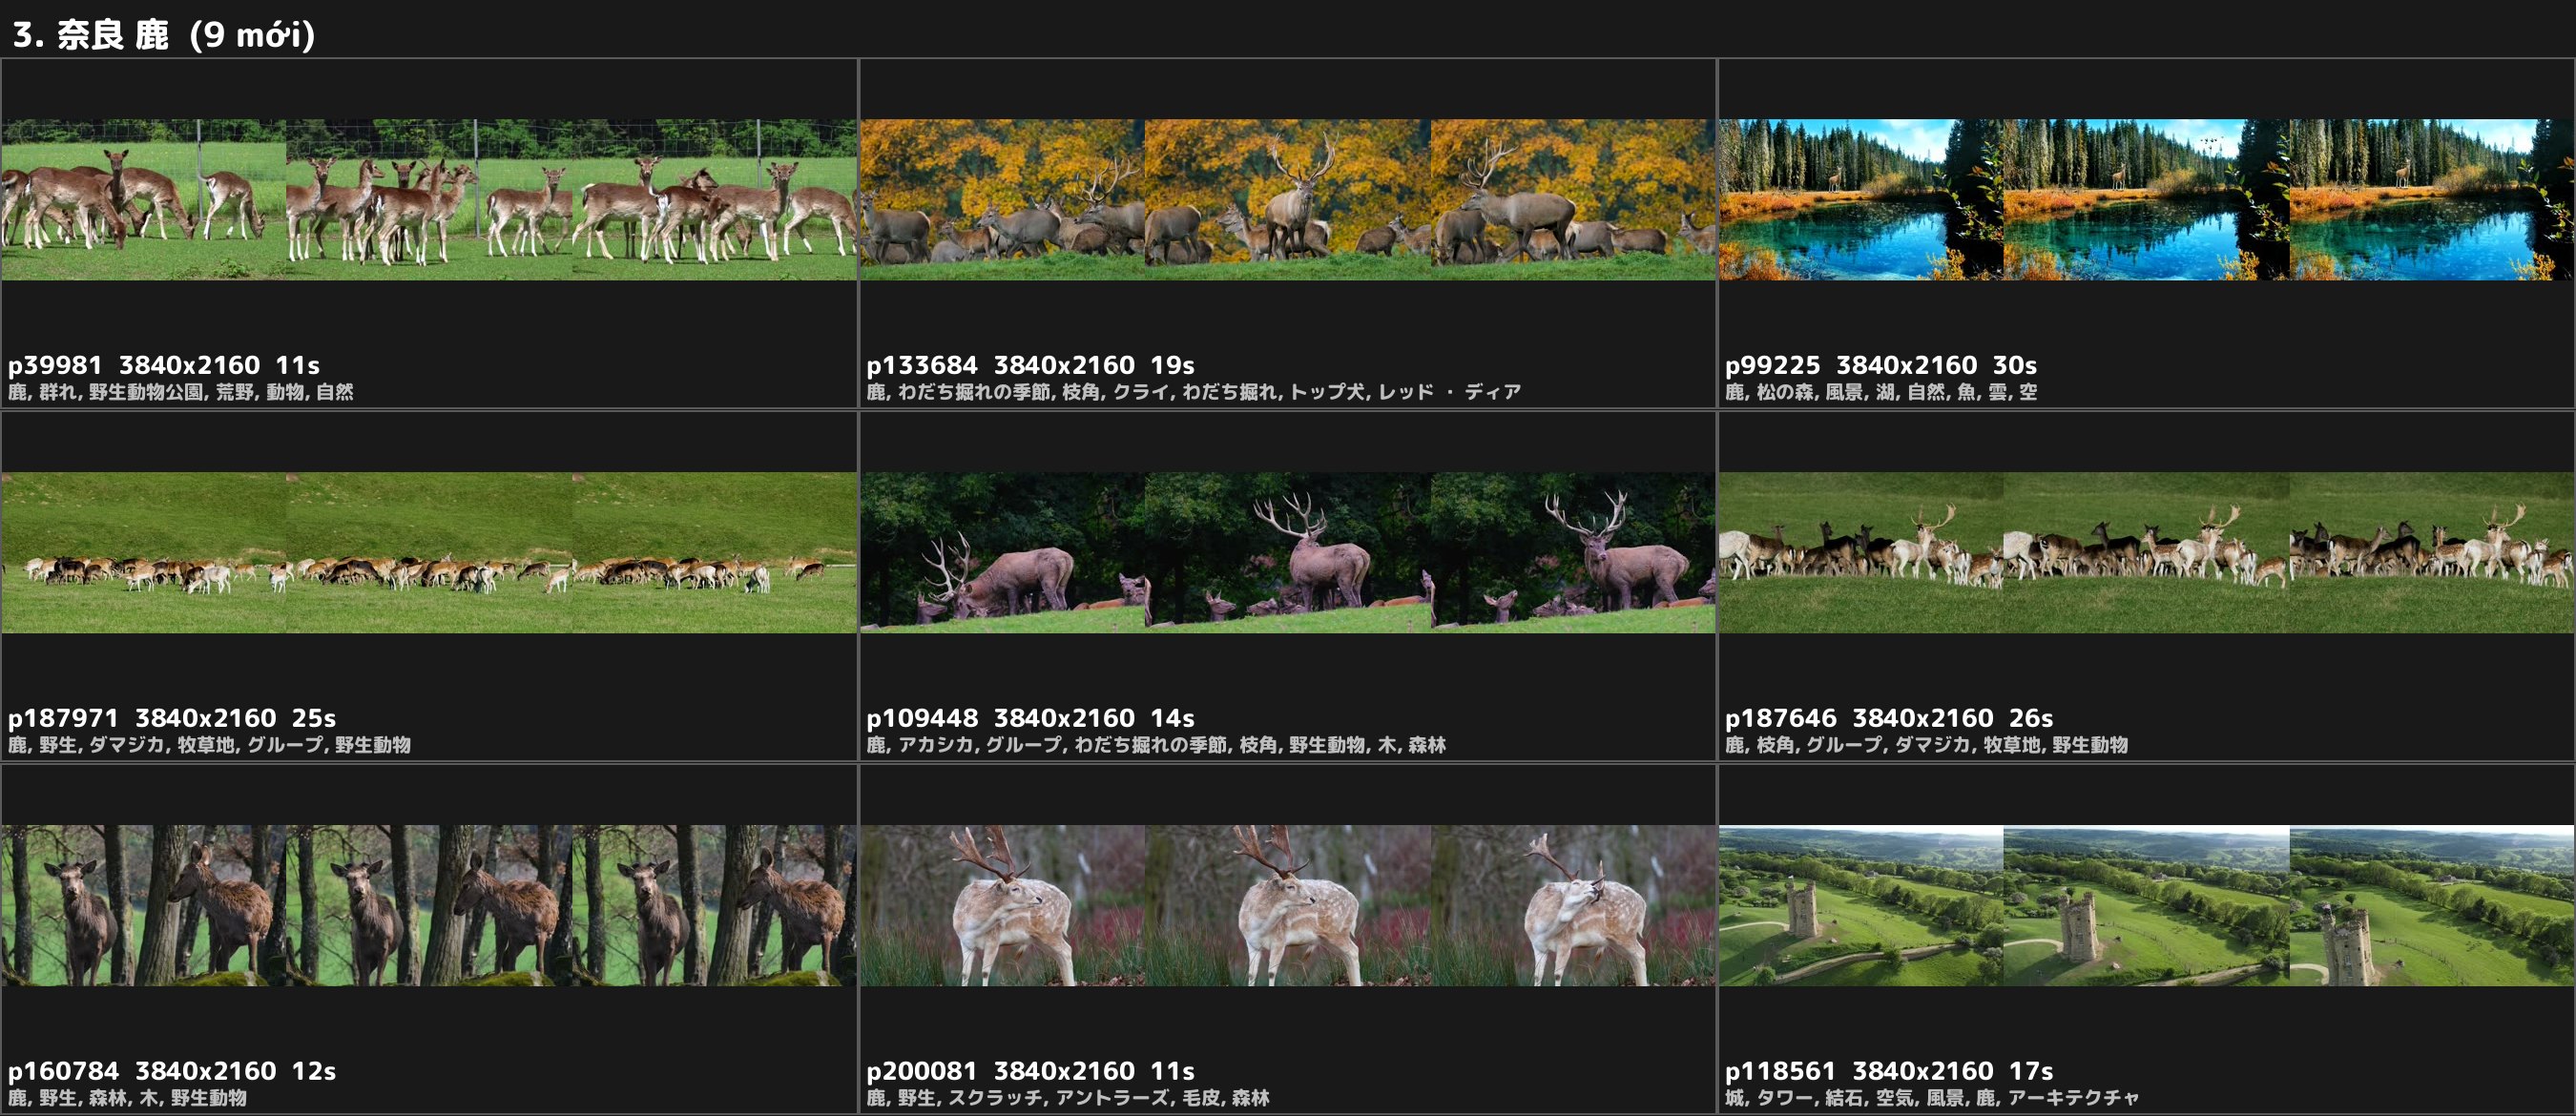 3. 奈良 鹿 (9 mới)
p39981 3840x2160 11s
鹿, 群れ, 野生動物公園, 荒野, 動物, 自然
p133684 3840x2160 19s
鹿, わだち掘れの季節, 枝角, クライ, わだち掘れ, トップ犬, レッド ・ ディア
p99225 3840x2160 30s
鹿, 松の森, 風景, 湖, 自然, 魚, 雲, 空
p187971 3840x2160 25s
鹿, 野生, ダマジカ, 牧草地, グループ, 野生動物
p109448 3840x2160 14s
鹿, アカシカ, グループ, わだち掘れの季節, 枝角, 野生動物, 木, 森林
p187646 3840x2160 26s
鹿, 枝角, グループ, ダマジカ, 牧草地, 野生動物
p160784 3840x2160 12s
鹿, 野生, 森林, 木, 野生動物
p200081 3840x2160 11s
鹿, 野生, スクラッチ, アントラーズ, 毛皮, 森林
p118561 3840x2160 17s
城, タワー, 結石, 空気, 風景, 鹿, アーキテクチャ